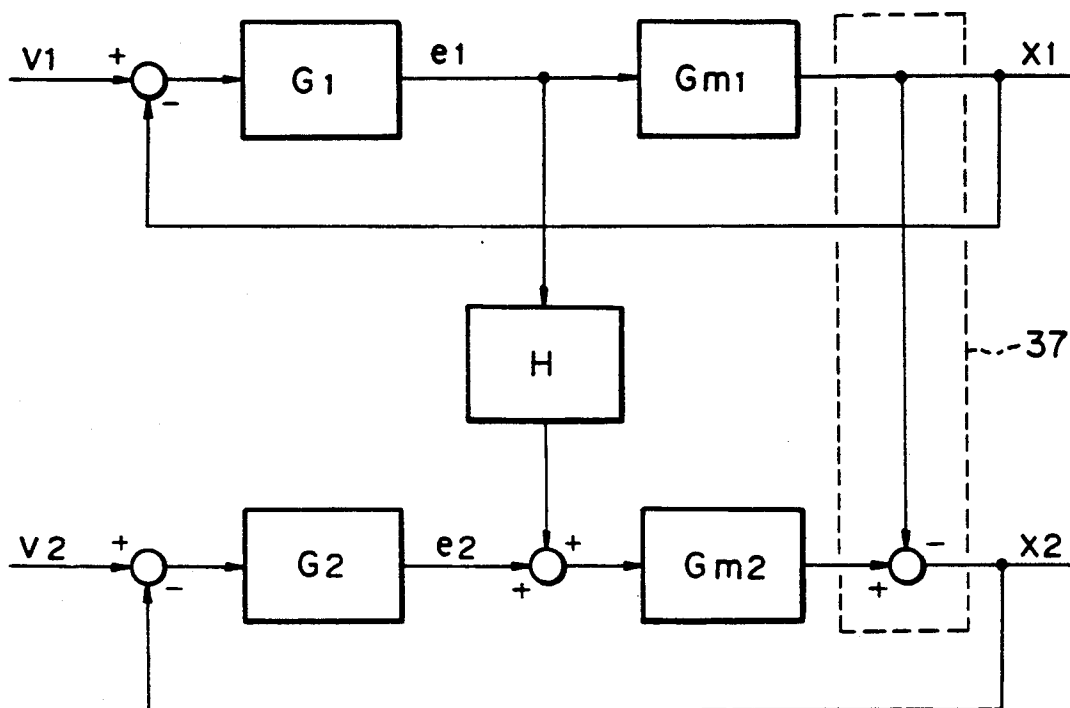 V1 + - G1 e1 Gm1 X1
H
37
V2 + - G2 e2 + + Gm2 + - X2